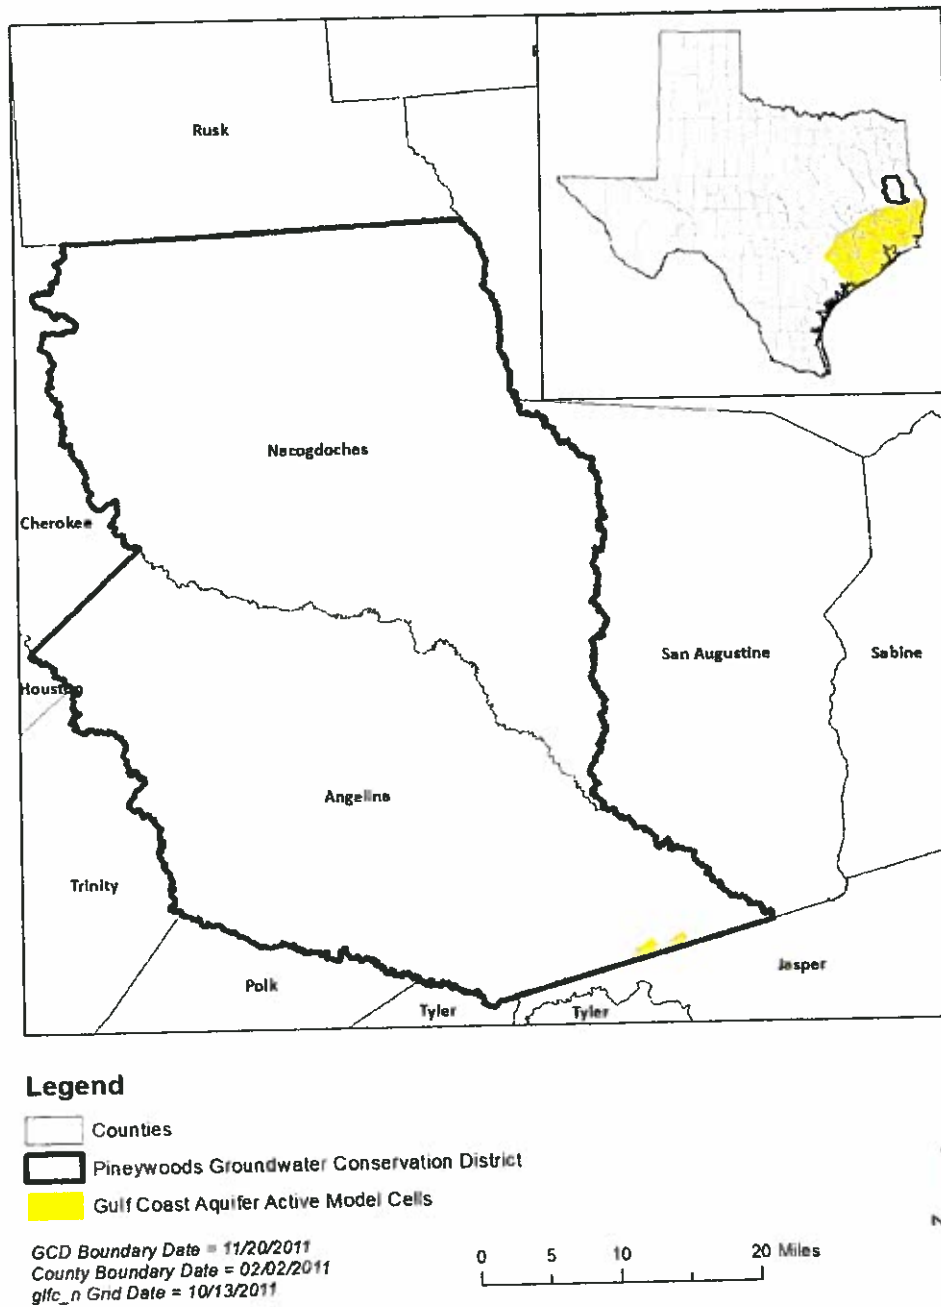 Rusk
Nacogdoches
Cherokee
San Augustine
Sabine
Houston
Angelina
Trinity
Jasper
Polk
Tyler
Tyler
Legend
Counties
Pineywoods Groundwater Conservation District
Gulf Coast Aquifer Active Model Cells
GCD Boundary Date = 11/20/2011
County Boundary Date = 02/02/2011
glfc_n Grid Date = 10/13/2011
0 5 10 20 Miles